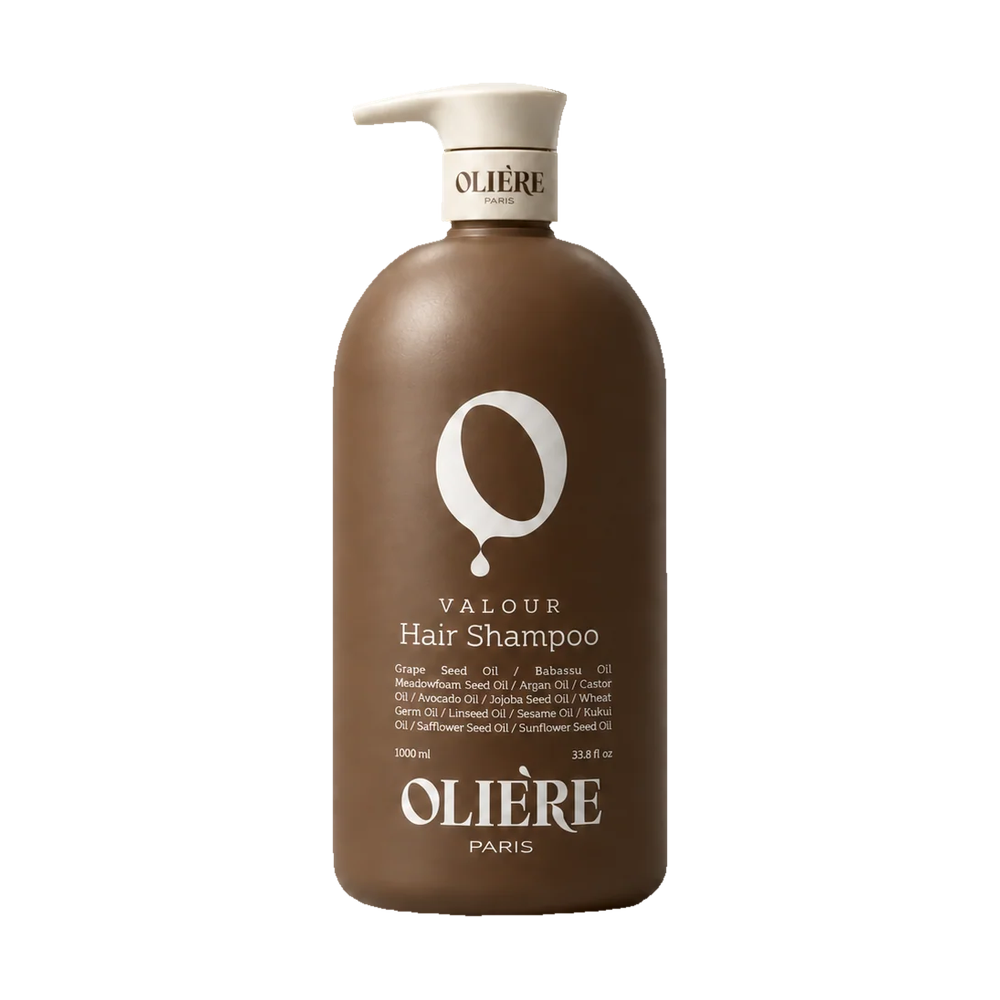 OLIÈRE
PARIS
VALOUR
Hair Shampoo
Grape Seed Oil / Babassu Oil
Meadowfoam Seed Oil / Argan Oil / Castor
Oil / Avocado Oil / Jojoba Seed Oil / Wheat
Germ Oil / Linseed Oil / Sesame Oil / Kukui
Oil / Safflower Seed Oil / Sunflower Seed Oil
1000 ml 33.8 fl oz
OLIÈRE
PARIS